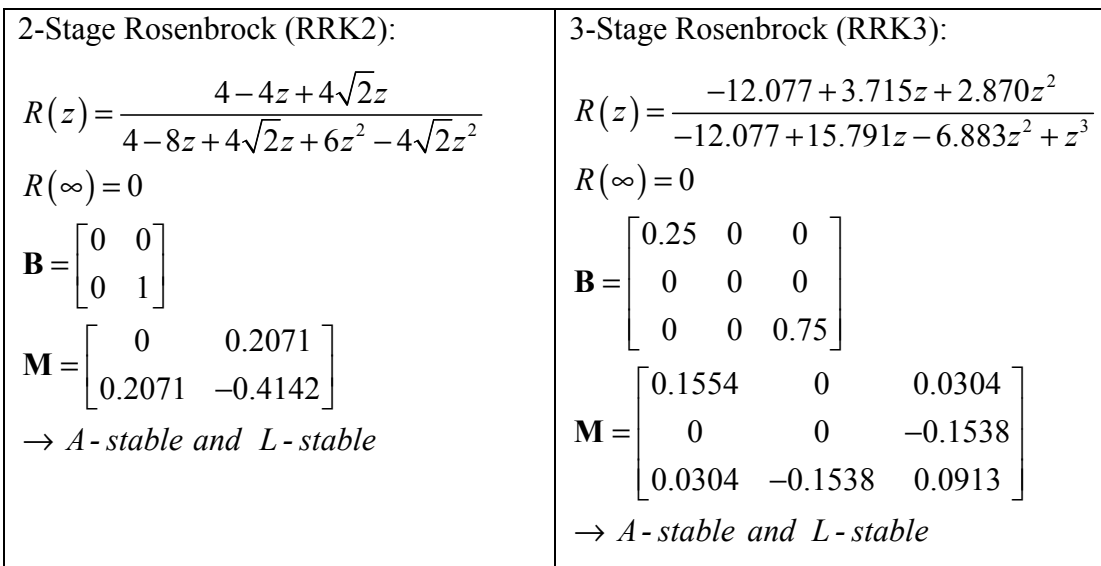 2-Stage Rosenbrock (RRK2):
R(z) = (4 − 4z + 4√2z) / (4 − 8z + 4√2z + 6z² − 4√2z²)
R(∞) = 0
B = [0 0
0 1]
M = [0 0.2071
0.2071 −0.4142]
→ A-stable and L-stable
3-Stage Rosenbrock (RRK3):
R(z) = (−12.077 + 3.715z + 2.870z²) / (−12.077 + 15.791z − 6.883z² + z³)
R(∞) = 0
B = [0.25 0 0
0 0 0
0 0 0.75]
M = [0.1554 0 0.0304
0 0 −0.1538
0.0304 −0.1538 0.0913]
→ A-stable and L-stable